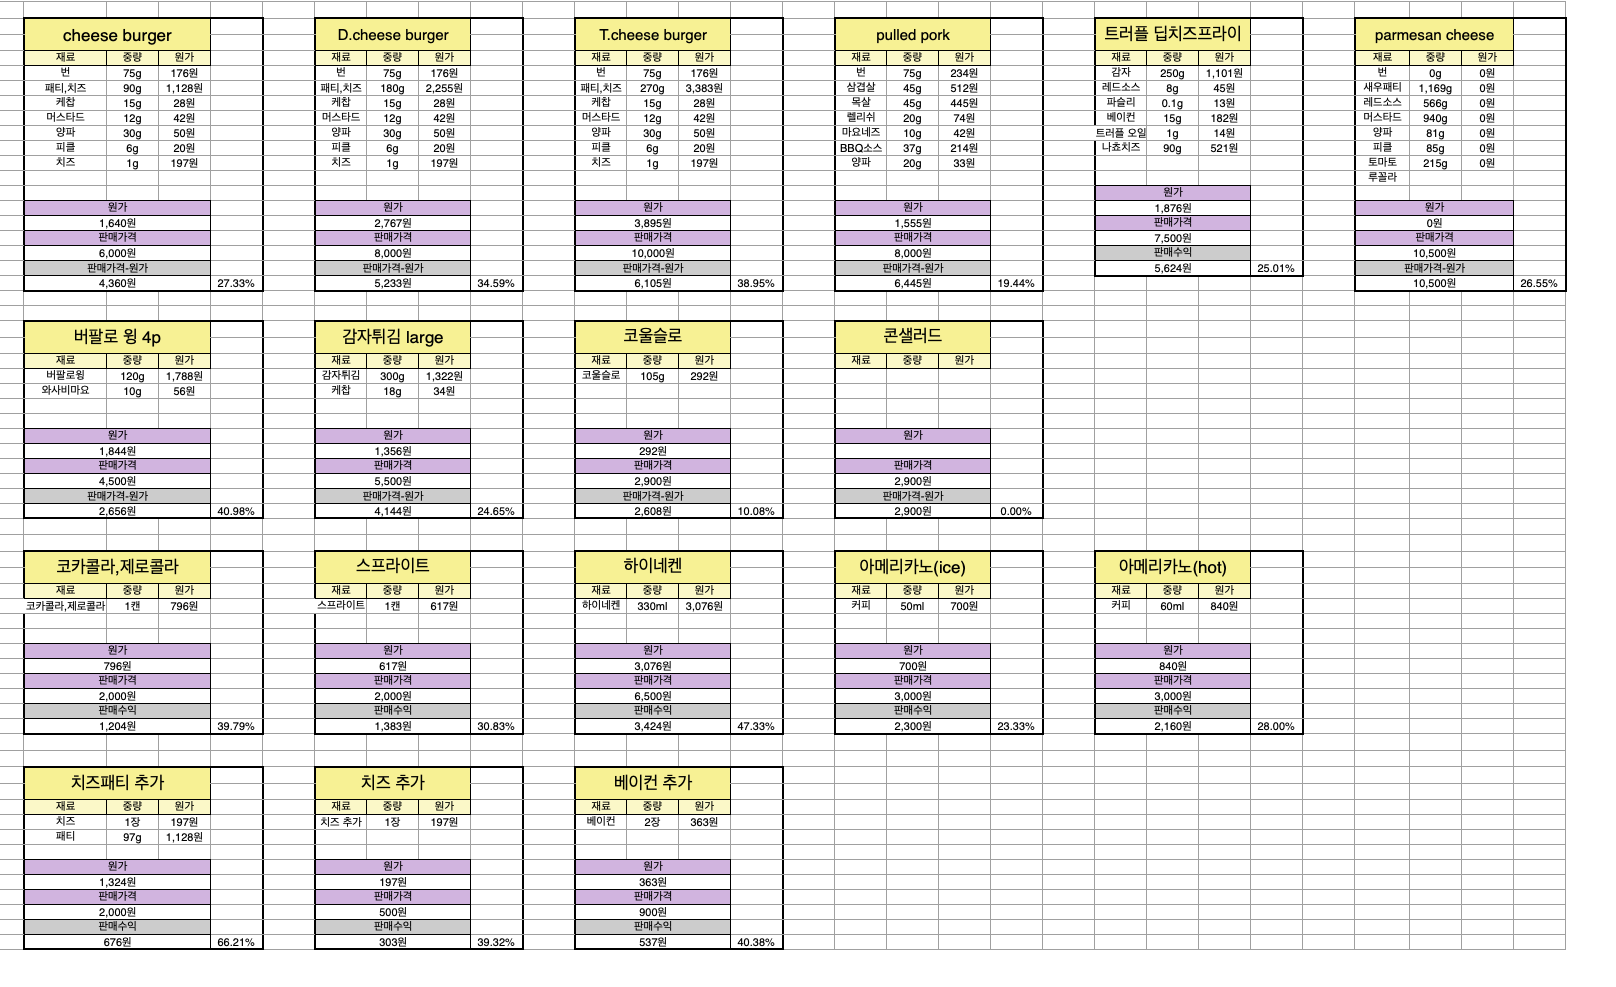 cheese burger
재료 중량 원가
번 75g 176원
패티,치즈 90g 1,128원
케찹 15g 28원
머스타드 12g 42원
양파 30g 50원
피클 6g 20원
치즈 1g 197원
원가
1,640원
판매가격
6,000원
판매가격-원가
4,360원 27.33%
D.cheese burger
재료 중량 원가
번 75g 176원
패티,치즈 180g 2,255원
케찹 15g 28원
머스타드 12g 42원
양파 30g 50원
피클 6g 20원
치즈 1g 197원
원가
2,767원
판매가격
8,000원
판매가격-원가
5,233원 34.59%
T.cheese burger
재료 중량 원가
번 75g 176원
패티,치즈 270g 3,383원
케찹 15g 28원
머스타드 12g 42원
양파 30g 50원
피클 6g 20원
치즈 1g 197원
원가
3,895원
판매가격
10,000원
판매가격-원가
6,105원 38.95%
pulled pork
재료 중량 원가
번 75g 234원
삼겹살 45g 512원
목살 45g 445원
렐리쉬 20g 74원
마요네즈 10g 42원
BBQ소스 37g 214원
양파 20g 33원
원가
1,555원
판매가격
8,000원
판매가격-원가
6,445원 19.44%
트러플 딥치즈프라이
재료 중량 원가
감자 250g 1,101원
레드소스 8g 45원
파슬리 0.1g 13원
베이컨 15g 182원
트러플 오일 1g 14원
나쵸치즈 90g 521원
원가
1,876원
판매가격
7,500원
판매수익
5,624원 25.01%
parmesan cheese
재료 중량 원가
번 0g 0원
새우패티 1,169g 0원
레드소스 566g 0원
머스타드 940g 0원
양파 81g 0원
피클 85g 0원
토마토 215g 0원
루꼴라
원가
0원
판매가격
10,500원
판매가격-원가
10,500원 26.55%
버팔로 윙 4p
재료 중량 원가
버팔로윙 120g 1,788원
와사비마요 10g 56원
원가
1,844원
판매가격
4,500원
판매가격-원가
2,656원 40.98%
감자튀김 large
재료 중량 원가
감자튀김 300g 1,322원
케찹 18g 34원
원가
1,356원
판매가격
5,500원
판매가격-원가
4,144원 24.65%
코울슬로
재료 중량 원가
코울슬로 105g 292원
원가
292원
판매가격
2,900원
판매가격-원가
2,608원 10.08%
콘샐러드
재료 중량 원가
원가
판매가격
2,900원
판매가격-원가
2,900원 0.00%
코카콜라,제로콜라
재료 중량 원가
코카콜라,제로콜라 1캔 796원
원가
796원
판매가격
2,000원
판매수익
1,204원 39.79%
스프라이트
재료 중량 원가
스프라이트 1캔 617원
원가
617원
판매가격
2,000원
판매수익
1,383원 30.83%
하이네켄
재료 중량 원가
하이네켄 330ml 3,076원
원가
3,076원
판매가격
6,500원
판매수익
3,424원 47.33%
아메리카노(ice)
재료 중량 원가
커피 50ml 700원
원가
700원
판매가격
3,000원
판매수익
2,300원 23.33%
아메리카노(hot)
재료 중량 원가
커피 60ml 840원
원가
840원
판매가격
3,000원
판매수익
2,160원 28.00%
치즈패티 추가
재료 중량 원가
치즈 1장 197원
패티 97g 1,128원
원가
1,324원
판매가격
2,000원
판매수익
676원 66.21%
치즈 추가
재료 중량 원가
치즈 추가 1장 197원
원가
197원
판매가격
500원
판매수익
303원 39.32%
베이컨 추가
재료 중량 원가
베이컨 2장 363원
원가
363원
판매가격
900원
판매수익
537원 40.38%